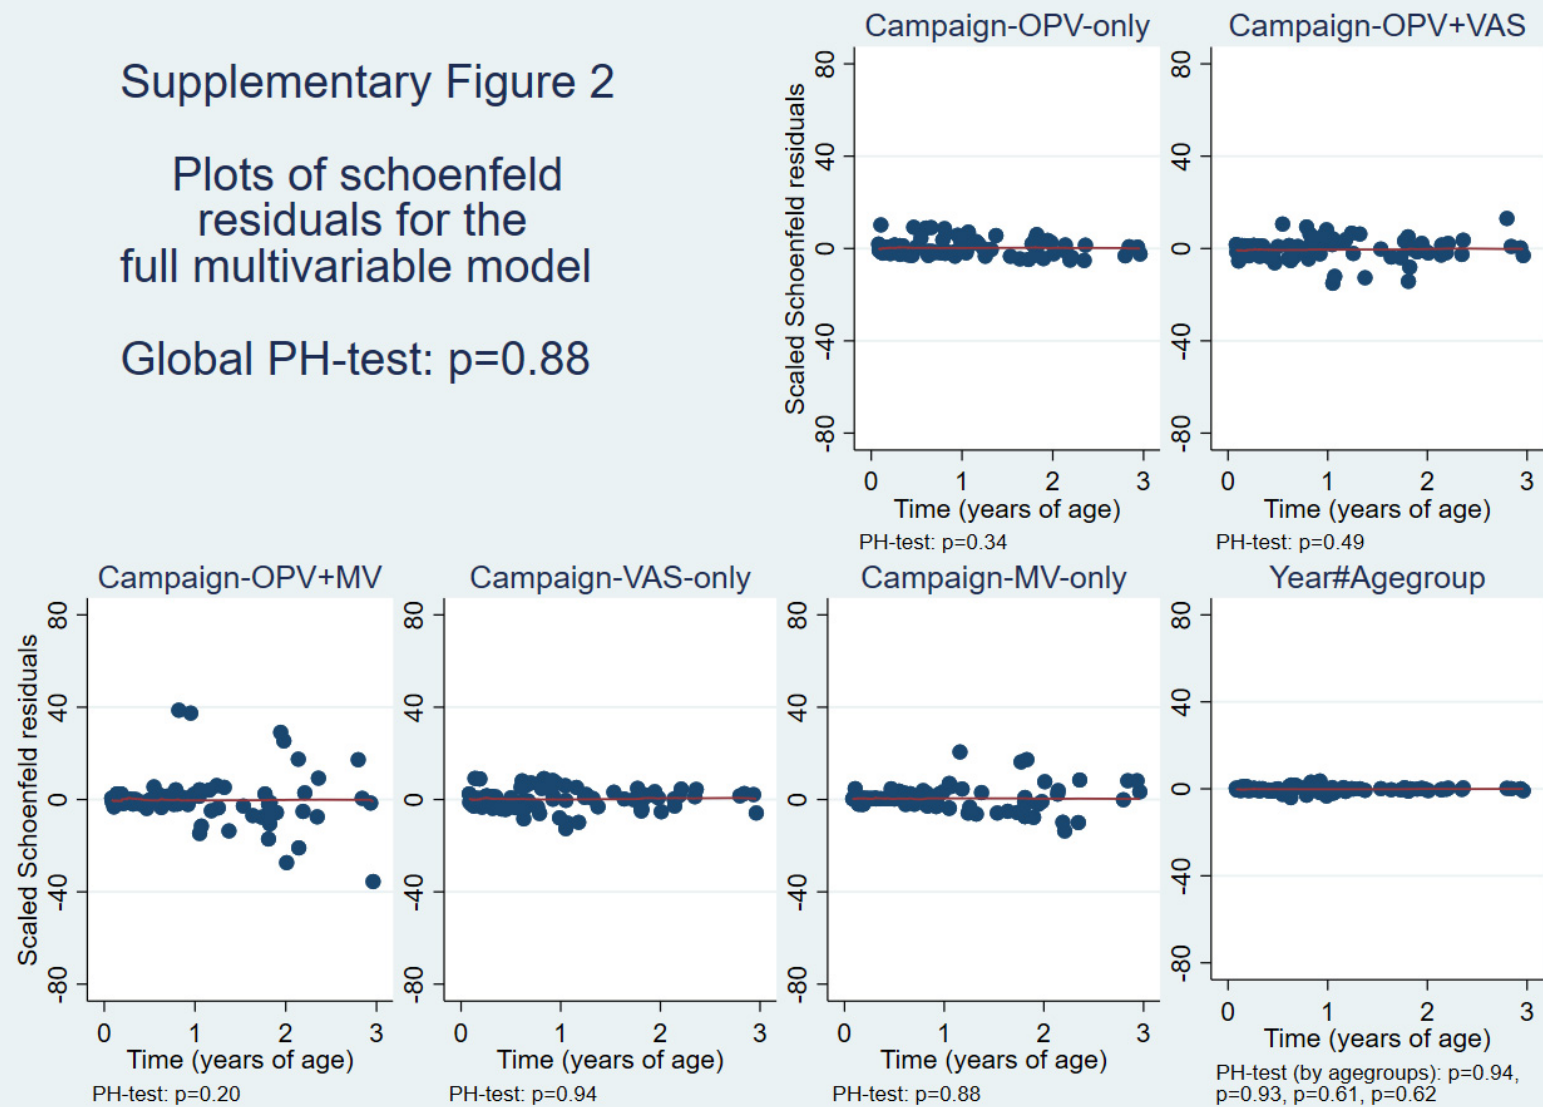 Supplementary Figure 2
Plots of schoenfeld
residuals for the
full multivariable model
Global PH-test: p=0.88
Campaign-OPV-only
Scaled Schoenfeld residuals
80
40
0
-40
-80
0 1 2 3
Time (years of age)
PH-test: p=0.34
Campaign-OPV+VAS
80
40
0
-40
-80
0 1 2 3
Time (years of age)
PH-test: p=0.49
Campaign-OPV+MV
Scaled Schoenfeld residuals
80
40
0
-40
-80
0 1 2 3
Time (years of age)
PH-test: p=0.20
Campaign-VAS-only
80
40
0
-40
-80
0 1 2 3
Time (years of age)
PH-test: p=0.94
Campaign-MV-only
80
40
0
-40
-80
0 1 2 3
Time (years of age)
PH-test: p=0.88
Year#Agegroup
80
40
0
-40
-80
0 1 2 3
Time (years of age)
PH-test (by agegroups): p=0.94,
p=0.93, p=0.61, p=0.62